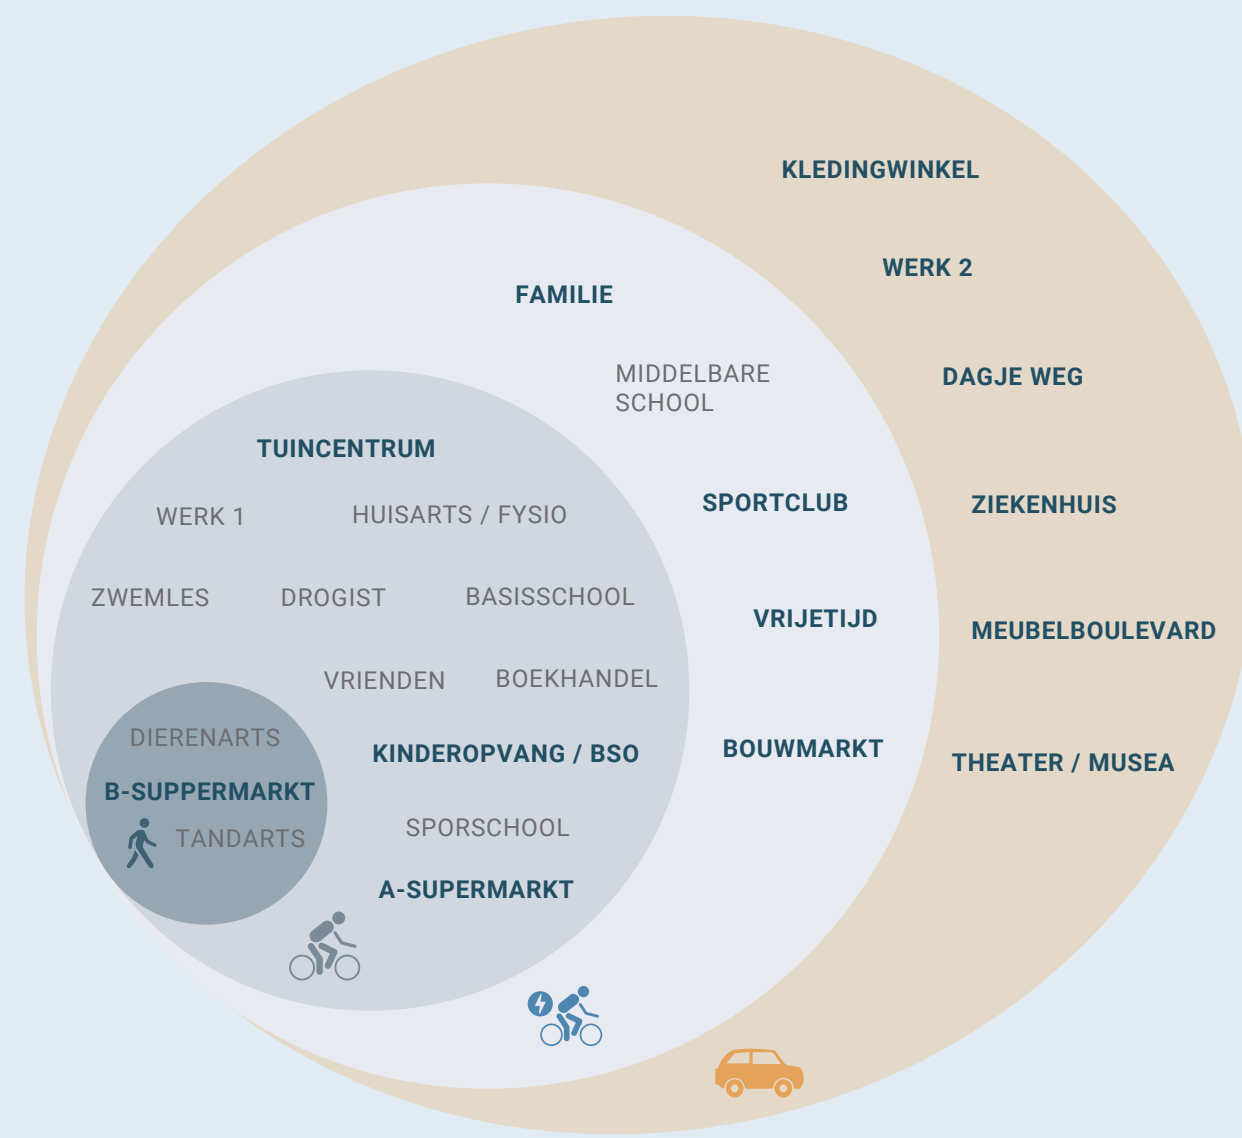 KLEDINGWINKEL
WERK 2
FAMILIE
MIDDELBARE
SCHOOL
DAGJE WEG
TUINCENTRUM
SPORTCLUB
ZIEKENHUIS
WERK 1
HUISARTS / FYSIO
ZWEMLES
DROGIST
BASISSCHOOL
VRIJETIJD
MEUBELBOULEVARD
VRIENDEN
BOEKHANDEL
DIERENARTS
KINDEROPVANG / BSO
BOUWMARKT
THEATER / MUSEA
B-SUPPERMARKT
TANDARTS
SPORSCHOOL
A-SUPERMARKT